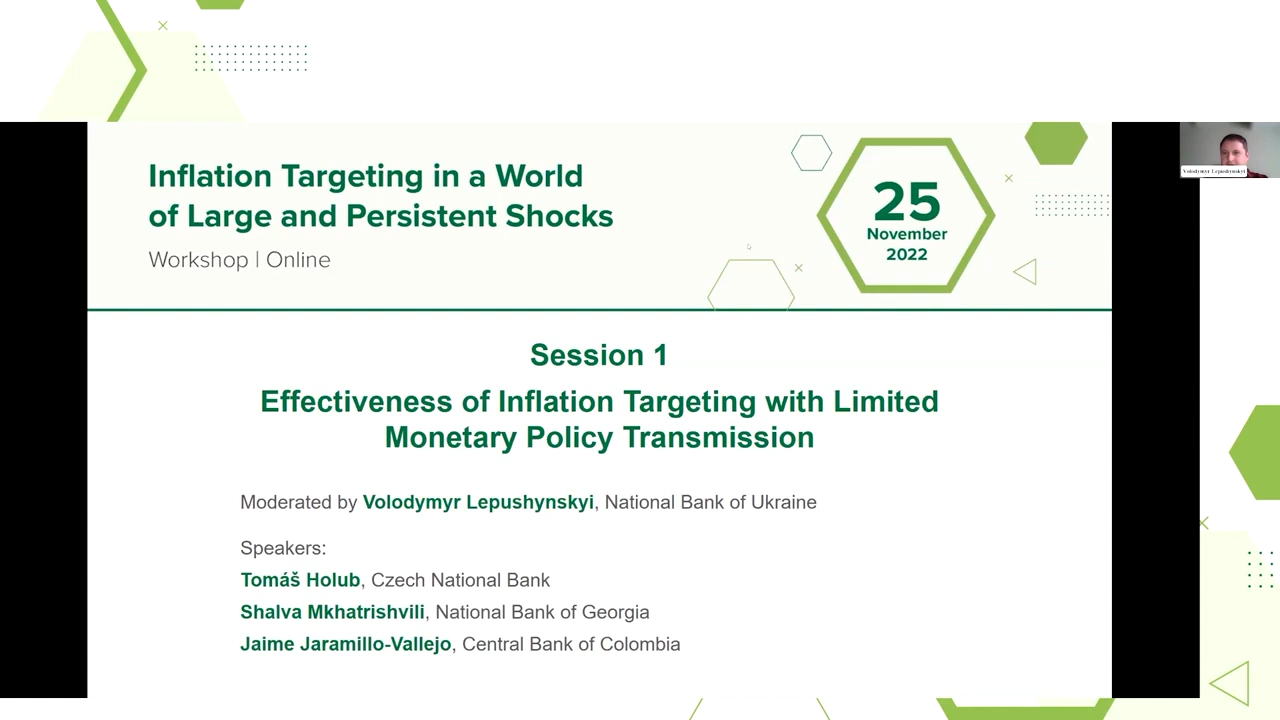 Inflation Targeting in a World
of Large and Persistent Shocks
Workshop | Online
25
November
2022
Volodymyr Lepushynskyi
Session 1
Effectiveness of Inflation Targeting with Limited
Monetary Policy Transmission
Moderated by Volodymyr Lepushynskyi, National Bank of Ukraine
Speakers:
Tomáš Holub, Czech National Bank
Shalva Mkhatrishvili, National Bank of Georgia
Jaime Jaramillo-Vallejo, Central Bank of Colombia